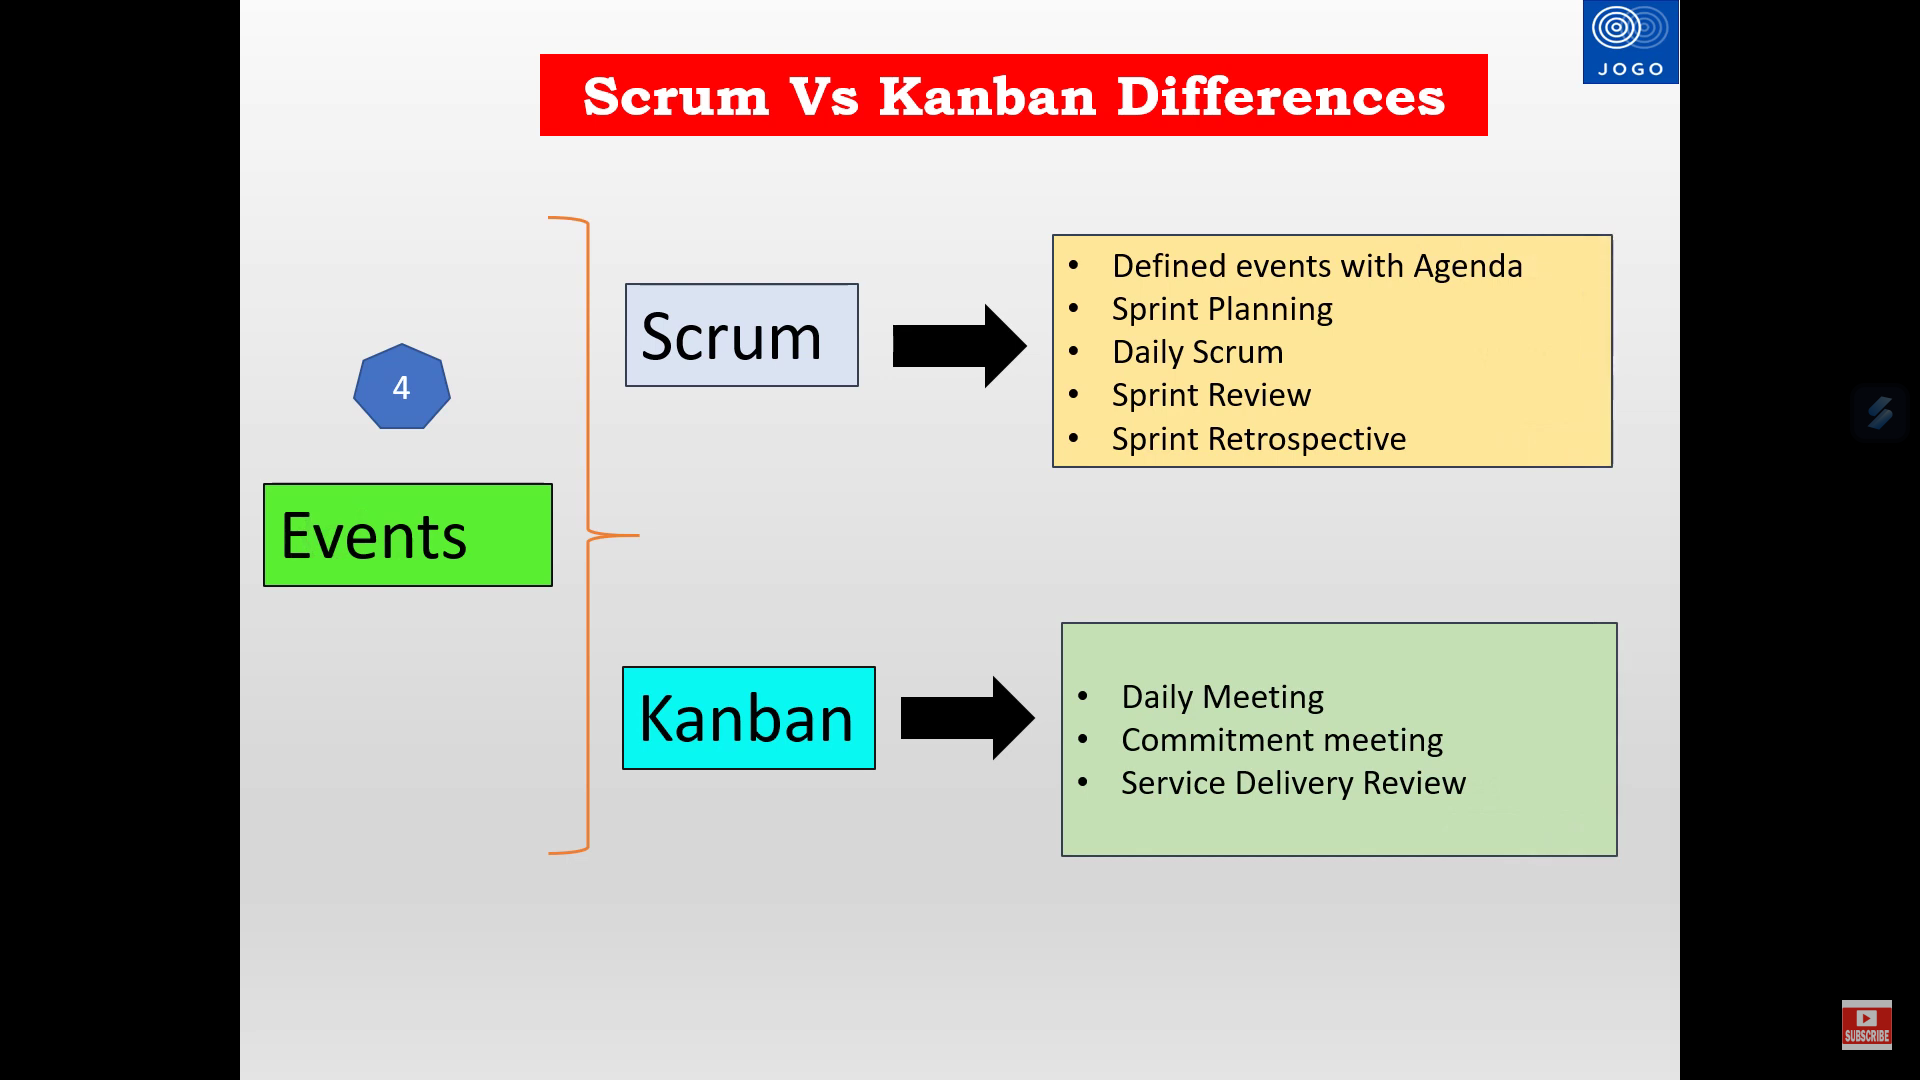 JOGO
Scrum Vs Kanban Differences
4
Events
Scrum
• Defined events with Agenda
• Sprint Planning
• Daily Scrum
• Sprint Review
• Sprint Retrospective
Kanban
• Daily Meeting
• Commitment meeting
• Service Delivery Review
SUBSCRIBE